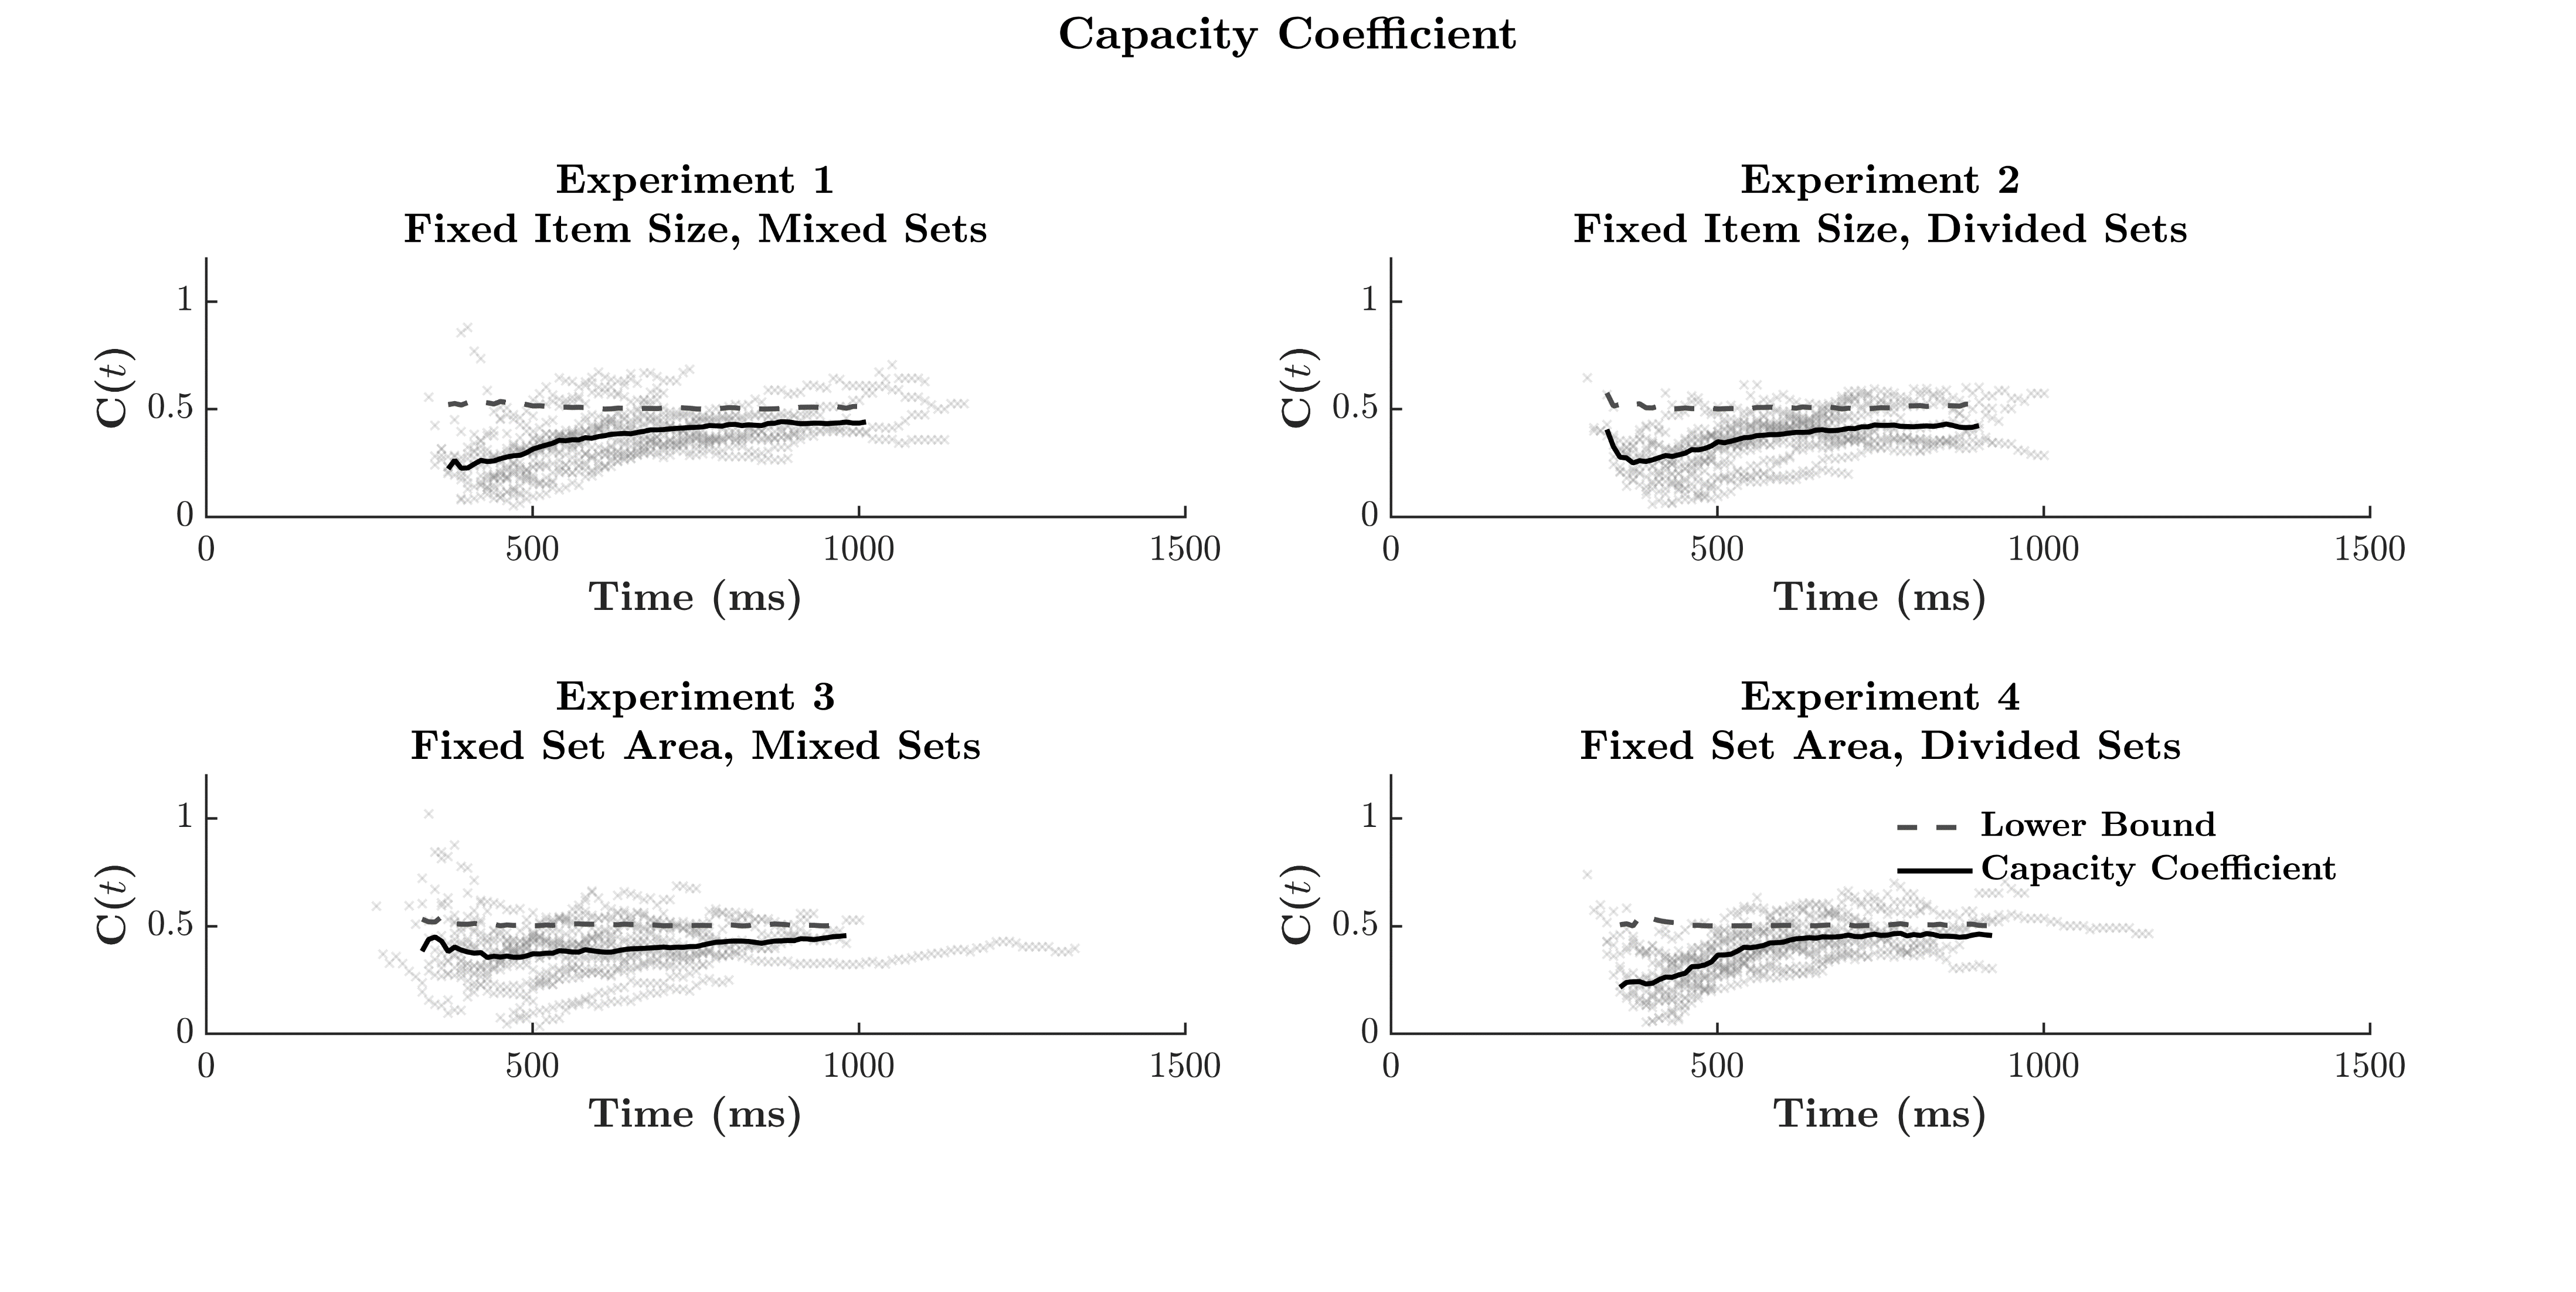 Capacity Coefficient
Experiment 1
Fixed Item Size, Mixed Sets
C(t)
1
0.5
0
0 500 1000 1500
Time (ms)
Experiment 2
Fixed Item Size, Divided Sets
C(t)
1
0.5
0
0 500 1000 1500
Time (ms)
Experiment 3
Fixed Set Area, Mixed Sets
C(t)
1
0.5
0
0 500 1000 1500
Time (ms)
Experiment 4
Fixed Set Area, Divided Sets
C(t)
1
0.5
0
Lower Bound
Capacity Coefficient
0 500 1000 1500
Time (ms)